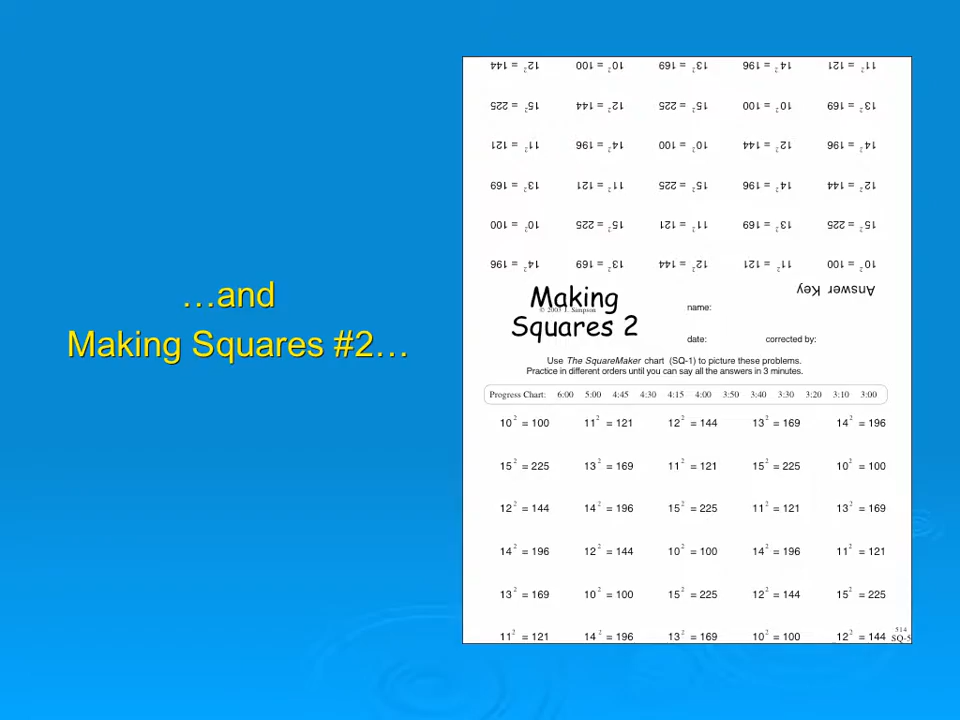 …and
Making Squares #2…
12² = 144 10² = 100 13² = 169 14² = 196 11² = 121
15² = 225 12² = 144 15² = 225 10² = 100 13² = 169
11² = 121 14² = 196 10² = 100 12² = 144 14² = 196
13² = 169 11² = 121 15² = 225 14² = 196 12² = 144
10² = 100 15² = 225 11² = 121 13² = 169 15² = 225
14² = 196 13² = 169 12² = 144 11² = 121 10² = 100
Answer Key
Making
© 2003 T. Simpson
Squares 2
name:
date: corrected by:
Use The SquareMaker chart (SQ-1) to picture these problems.
Practice in different orders until you can say all the answers in 3 minutes.
Progress Chart: 6:00 5:00 4:45 4:30 4:15 4:00 3:50 3:40 3:30 3:20 3:10 3:00
10² = 100 11² = 121 12² = 144 13² = 169 14² = 196
15² = 225 13² = 169 11² = 121 15² = 225 10² = 100
12² = 144 14² = 196 15² = 225 11² = 121 13² = 169
14² = 196 12² = 144 10² = 100 14² = 196 11² = 121
13² = 169 10² = 100 15² = 225 12² = 144 15² = 225
11² = 121 14² = 196 13² = 169 10² = 100 12² = 144
514
SQ-5